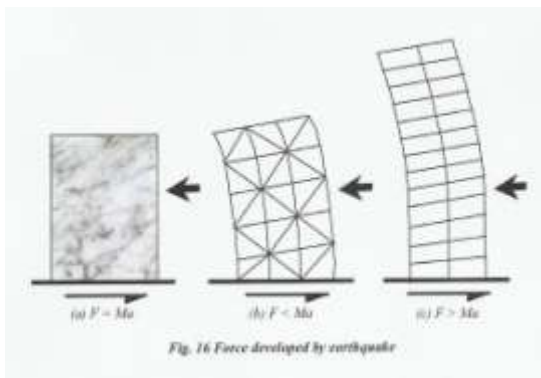 (a) F = Ma
(b) F < Ma
(c) F > Ma
Fig. 16 Force developed by earthquake